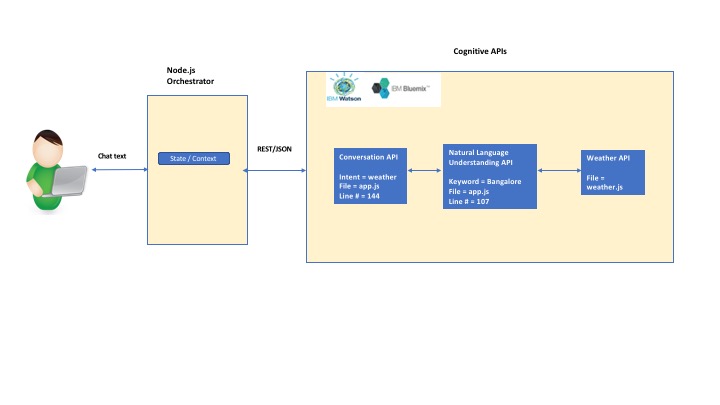 Cognitive APIs
Node.js
Orchestrator
IBM Watson
IBM Bluemix™
Chat text
State / Context
REST/JSON
Conversation API
Intent = weather
File = app.js
Line # = 144
Natural Language
Understanding API
Keyword = Bangalore
File = app.js
Line # = 107
Weather API
File =
weather.js